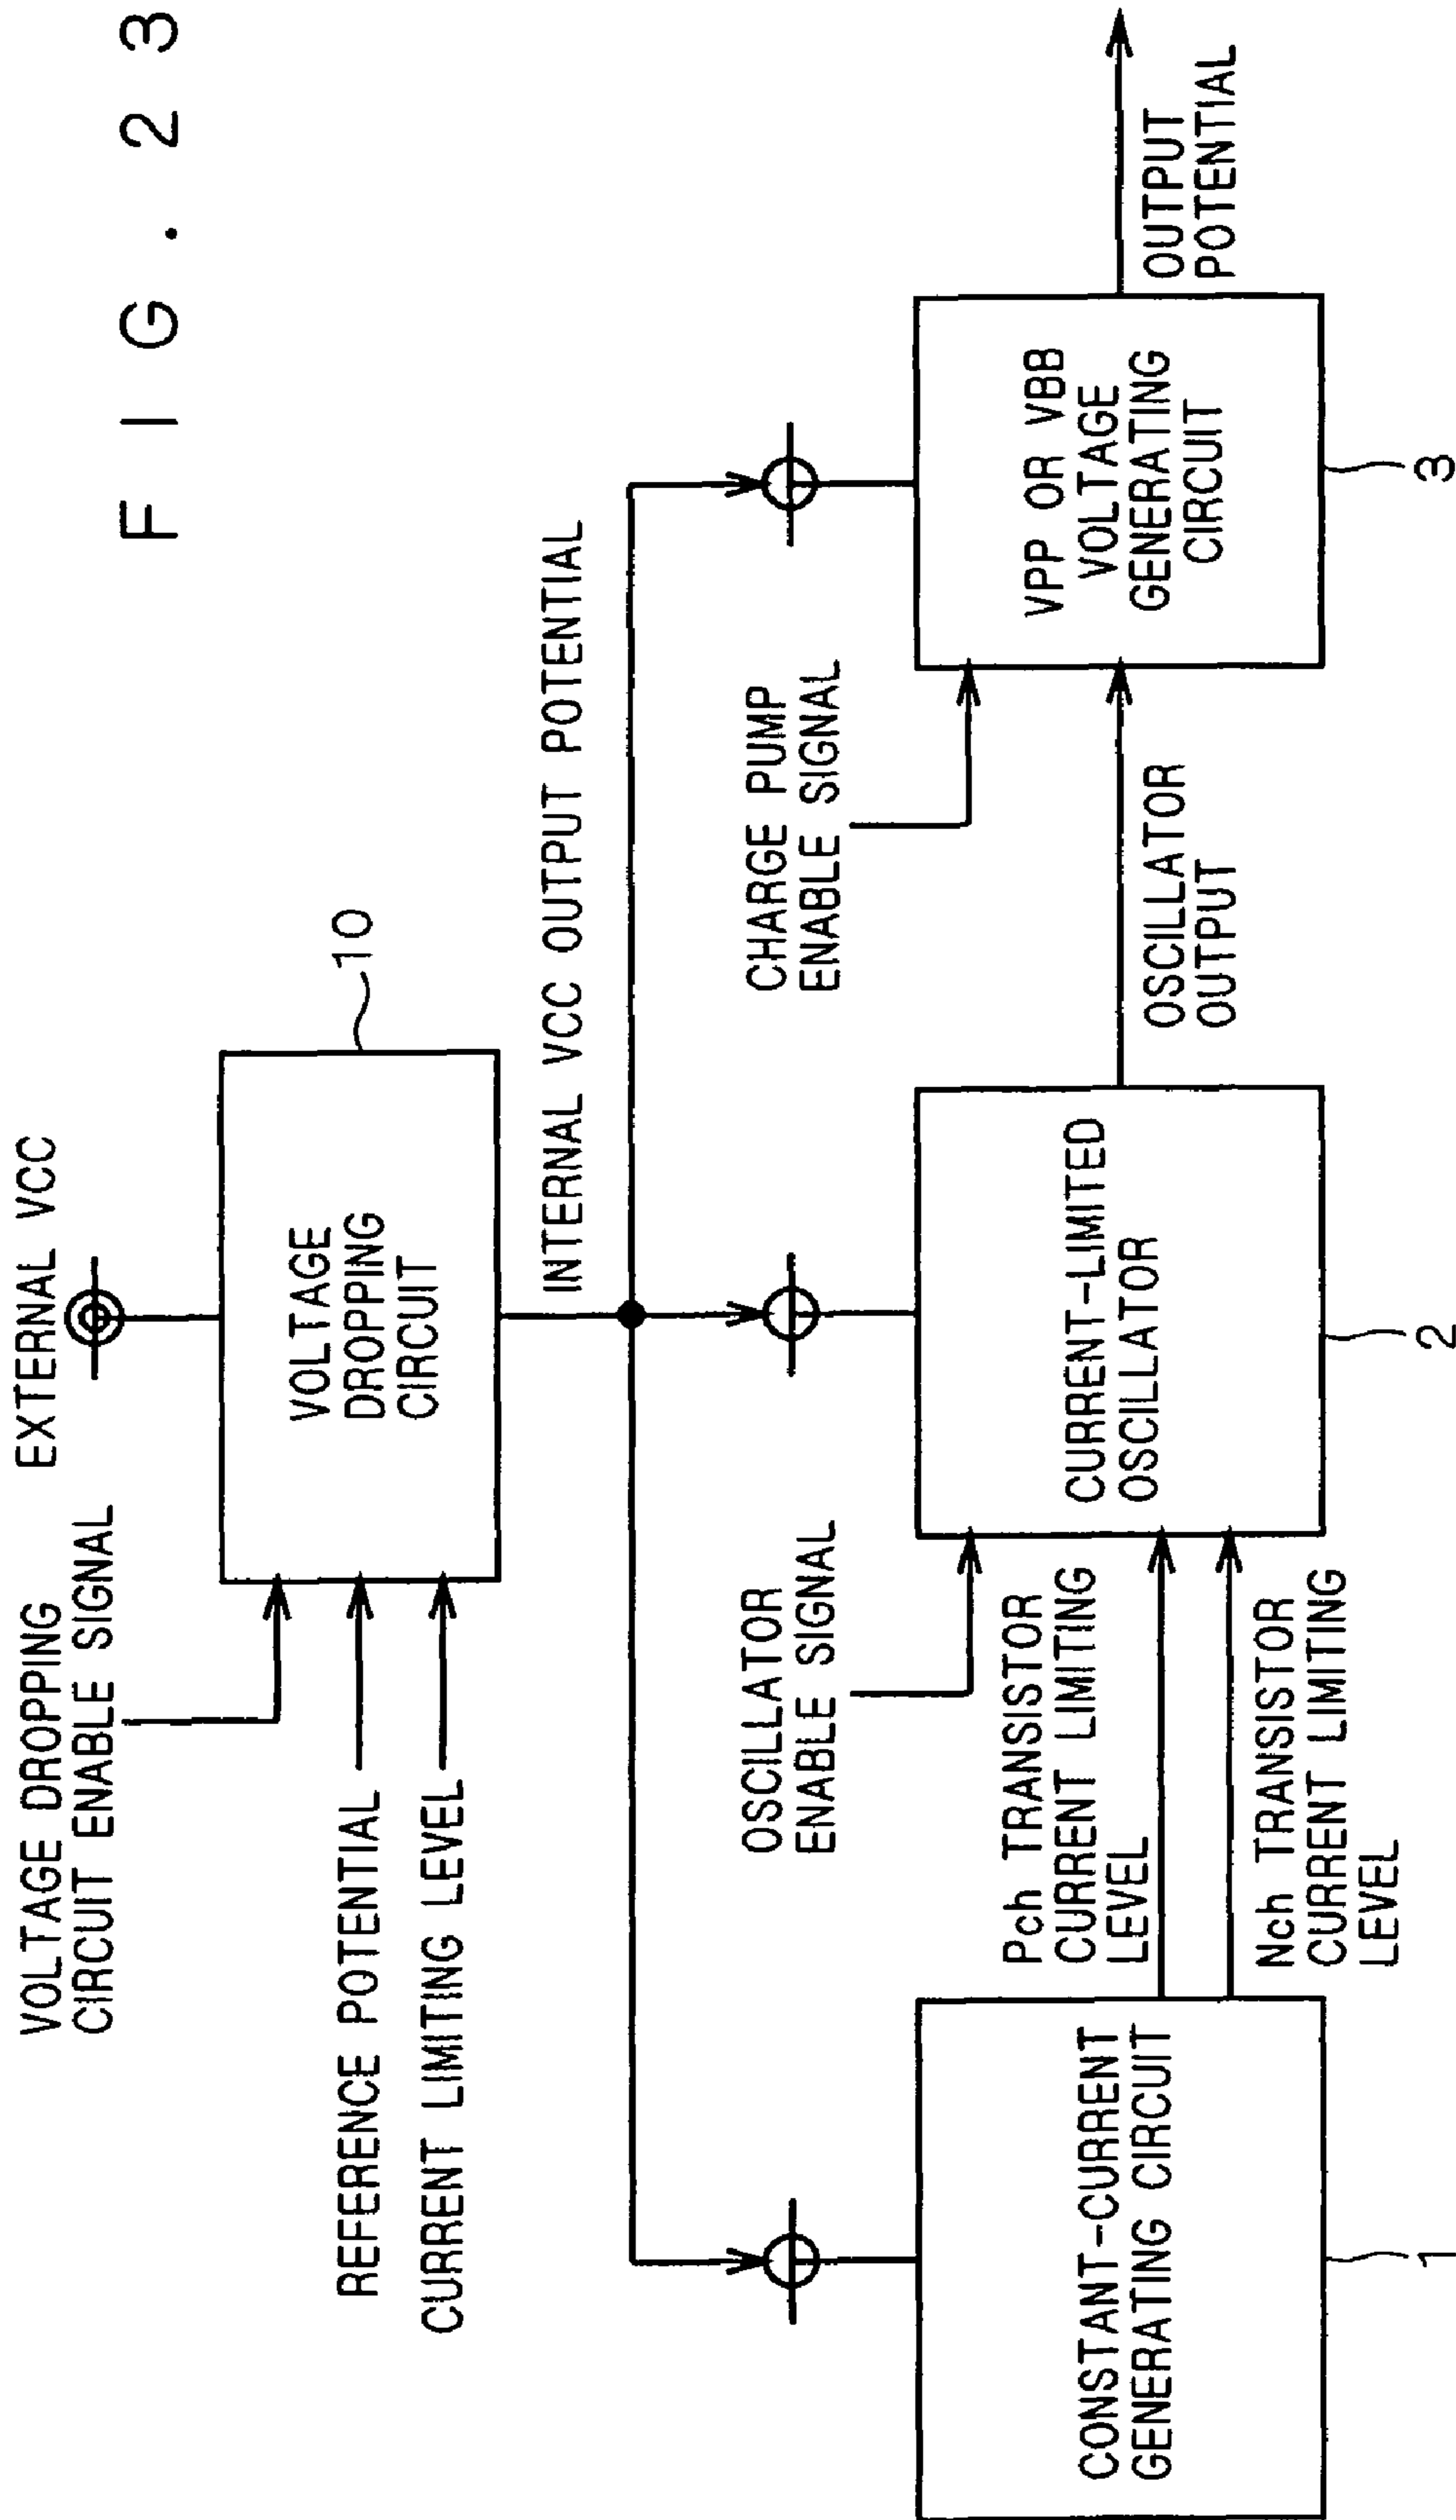 FIG. 23
EXTERNAL VCC
VOLTAGE DROPPING
CIRCUIT ENABLE SIGNAL
VOLTAGE
DROPPING
CIRCUIT
10
REFERENCE POTENTIAL
CURRENT LIMITING LEVEL
INTERNAL VCC OUTPUT POTENTIAL
OSCILLATOR
ENABLE SIGNAL
CHARGE PUMP
ENABLE SIGNAL
CONSTANT-CURRENT
GENERATING CIRCUIT
1
Pch TRANSISTOR
CURRENT LIMITING
LEVEL
Nch TRANSISTOR
CURRENT LIMITING
LEVEL
CURRENT-LIMITED
OSCILLATOR
2
OSCILLATOR
OUTPUT
VPP OR VBB
VOLTAGE
GENERATING
CIRCUIT
3
OUTPUT
POTENTIAL